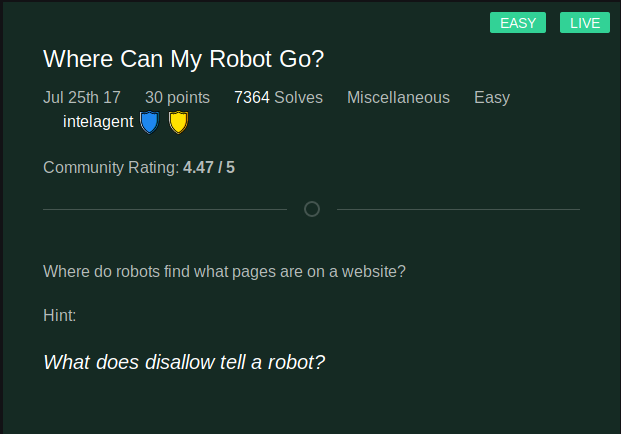 EASY LIVE
Where Can My Robot Go?
Jul 25th 17 30 points 7364 Solves Miscellaneous Easy
intelagent
Community Rating: 4.47 / 5
Where do robots find what pages are on a website?
Hint:
What does disallow tell a robot?